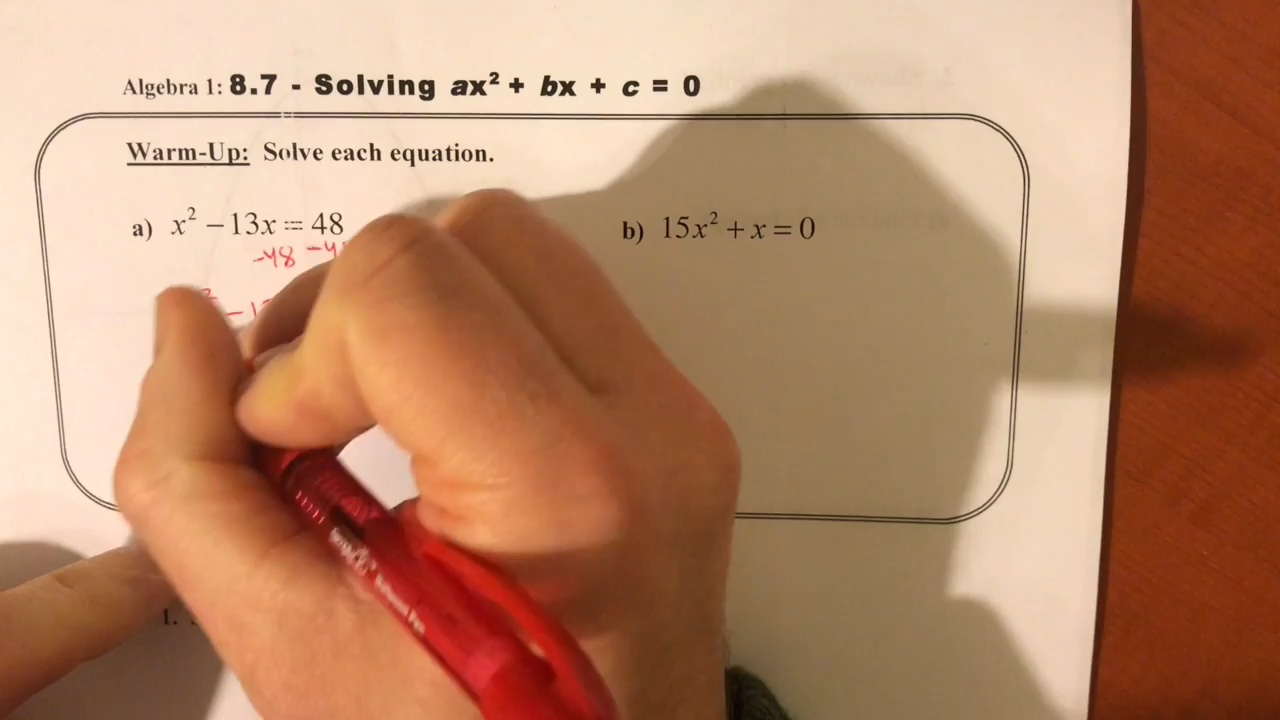 Algebra 1: 8.7 - Solving ax² + bx + c = 0
Warm-Up: Solve each equation.
a) x² − 13x = 48
b) 15x² + x = 0
-48
1.